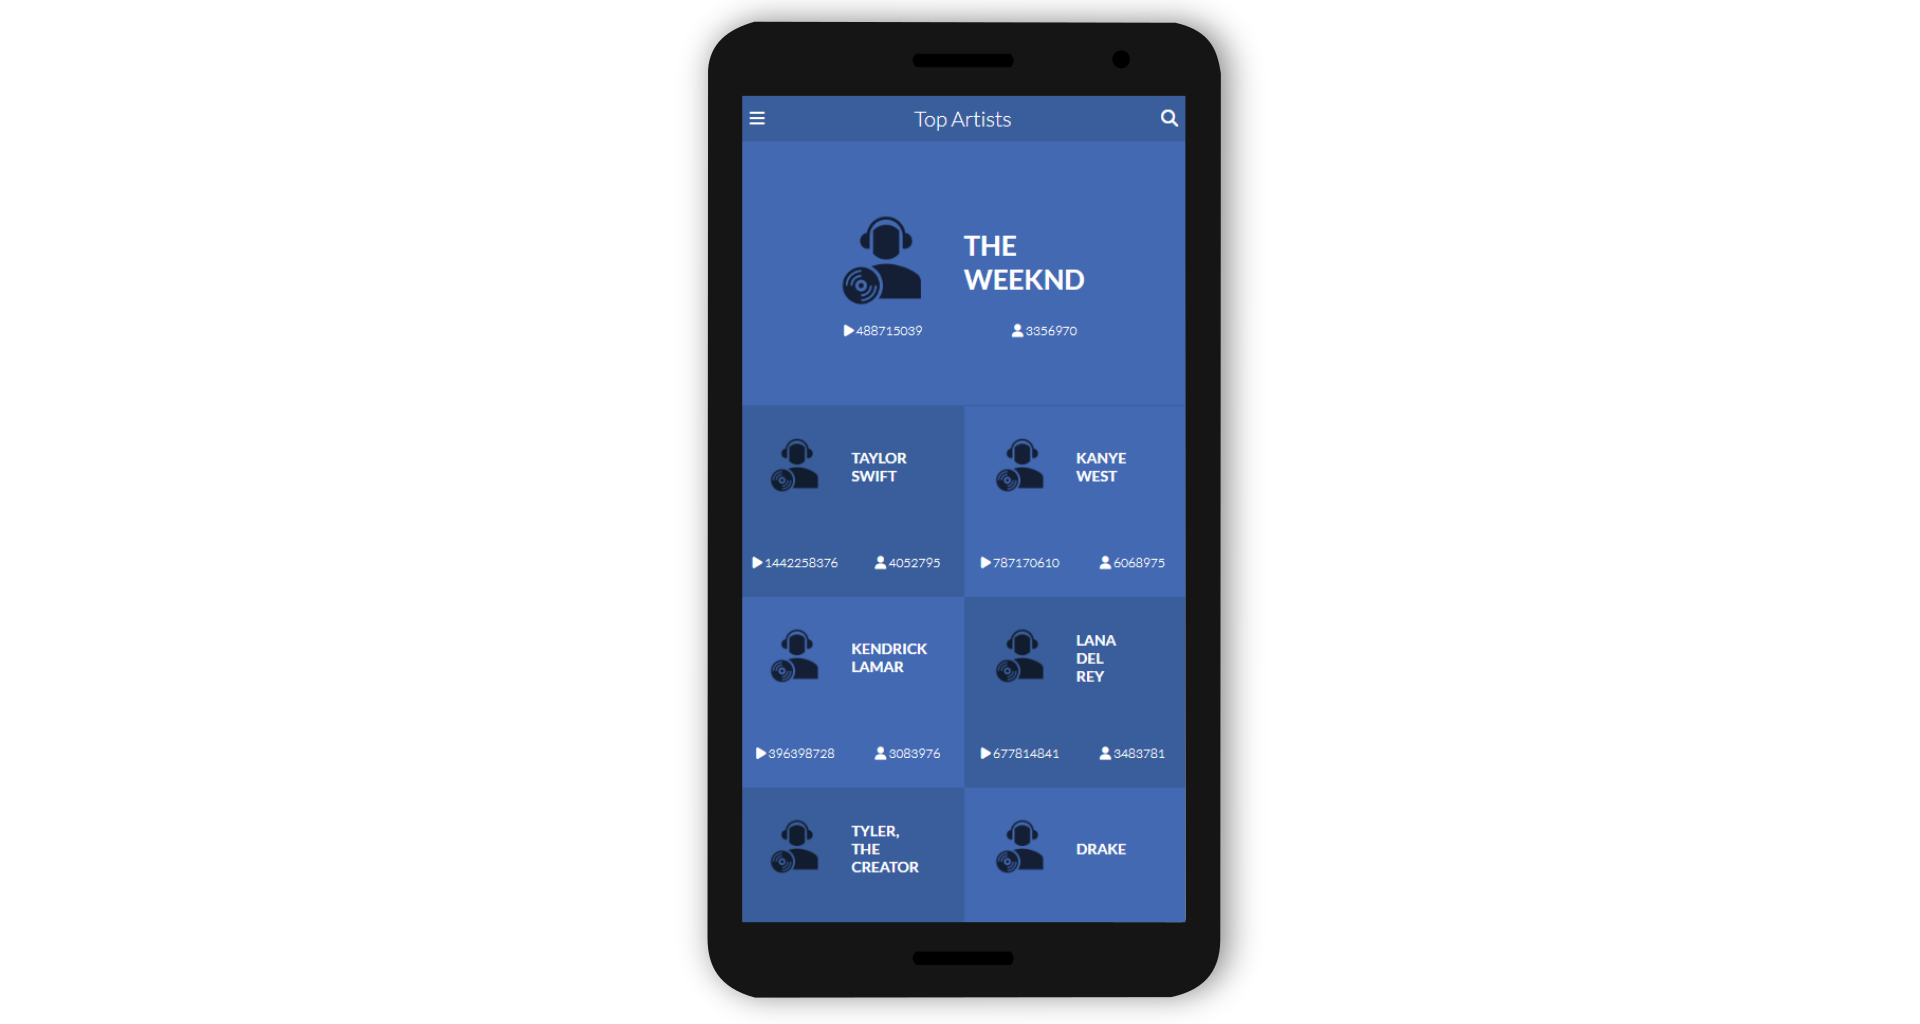 Top Artists
THE
WEEKND
488715039
3356970
TAYLOR
SWIFT
1442258376
4052795
KANYE
WEST
787170610
6068975
KENDRICK
LAMAR
396398728
3083976
LANA
DEL
REY
677814841
3483781
TYLER,
THE
CREATOR
DRAKE